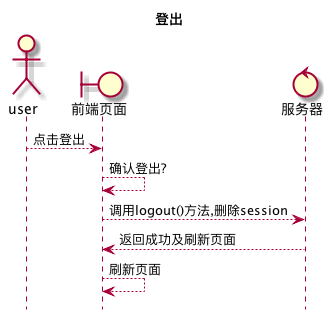 登出
user
前端页面
服务器
点击登出
确认登出?
调用logout()方法,删除session
返回成功及刷新页面
刷新页面